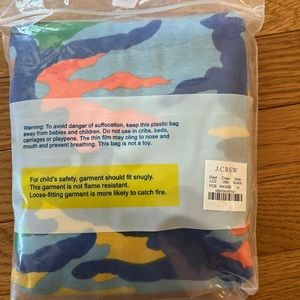 Warning: To avoid danger of suffocation, keep this plastic bag
away from babies and children. Do not use in cribs, beds,
carriages or playpens. The thin film may cling to nose and
mouth and prevent breathing. This bag is not a toy.
For child's safety, garment should fit snugly.
This garment is not flame resistant.
Loose-fitting garment is more likely to catch fire.
J.CREW
Dept Class Style